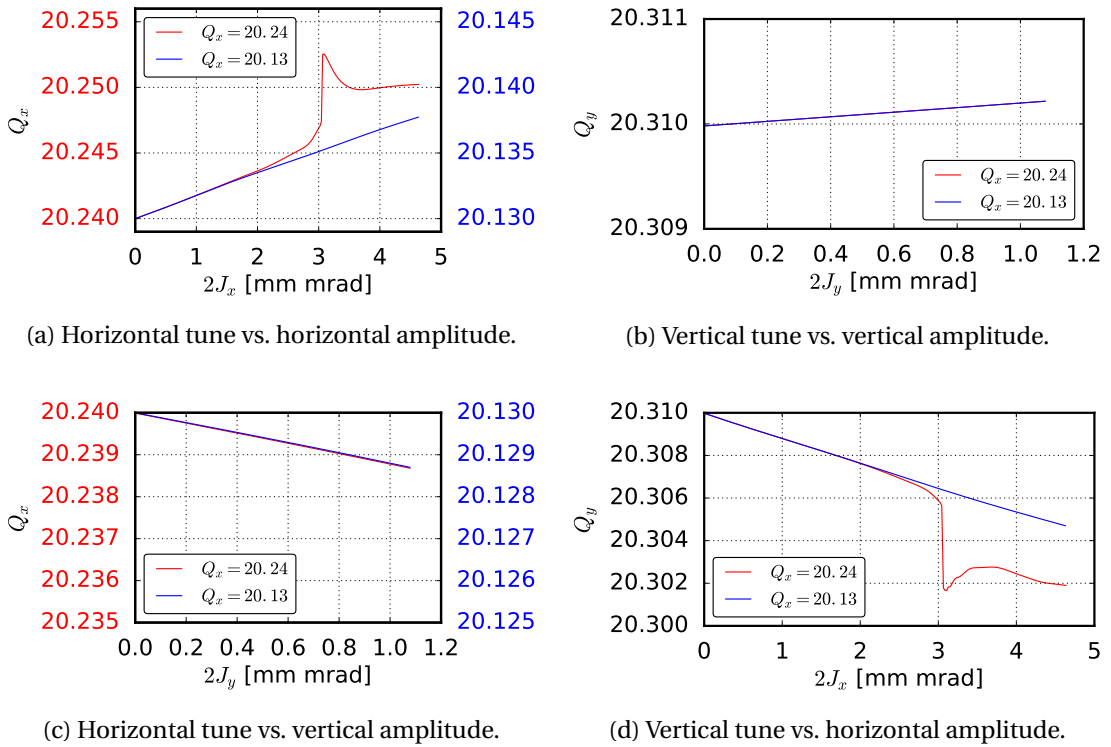 20.255
20.250
20.245
20.240
Q_x
Q_x = 20.24
Q_x = 20.13
20.145
20.140
20.135
20.130
0 1 2 3 4 5
2J_x [mm mrad]
(a) Horizontal tune vs. horizontal amplitude.
20.311
20.310
20.309
Q_y
Q_x = 20.24
Q_x = 20.13
0.0 0.2 0.4 0.6 0.8 1.0 1.2
2J_y [mm mrad]
(b) Vertical tune vs. vertical amplitude.
20.240
20.239
20.238
20.237
20.236
20.235
Q_x
Q_x = 20.24
Q_x = 20.13
20.130
20.129
20.128
20.127
20.126
20.125
0.0 0.2 0.4 0.6 0.8 1.0 1.2
2J_y [mm mrad]
(c) Horizontal tune vs. vertical amplitude.
20.310
20.308
20.306
20.304
20.302
20.300
Q_y
Q_x = 20.24
Q_x = 20.13
0 1 2 3 4 5
2J_x [mm mrad]
(d) Vertical tune vs. horizontal amplitude.